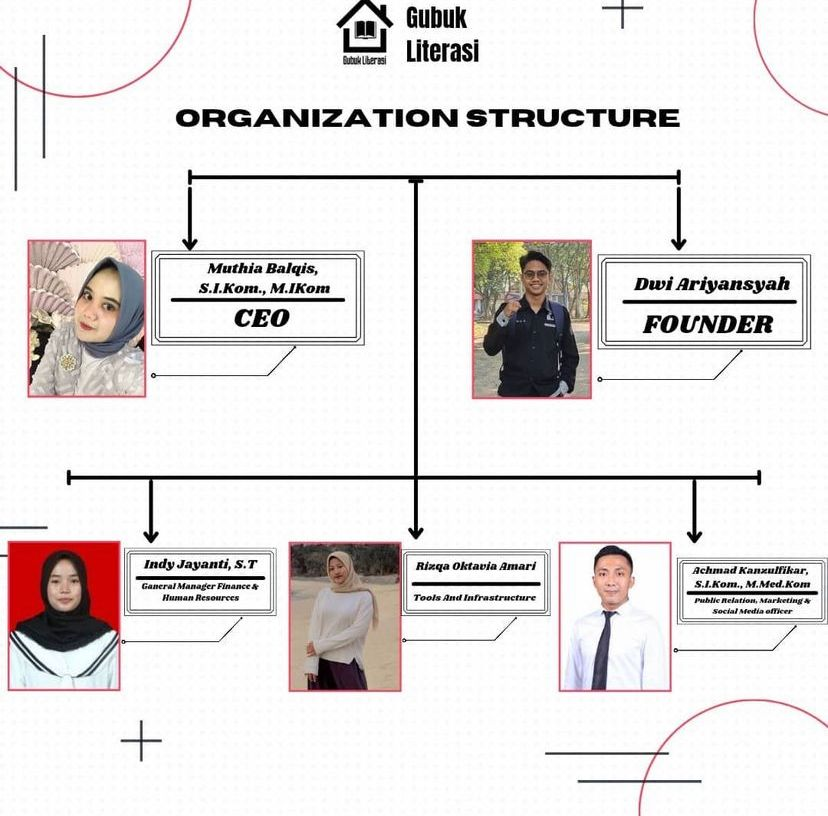 Gubuk
Literasi
Gubuk Literasi
ORGANIZATION STRUCTURE
Muthia Balqis,
S.I.Kom., M.IKom
CEO
Dwi Ariyansyah
FOUNDER
Indy Jayanti, S.T
Ganeral Manager Finance &
Human Resources
Rizqa Oktavia Amari
Tools And Infrastructure
Achmad Kanzulfikar,
S.I.Kom., M.Med.Kom
Public Relation, Marketing &
Social Media officer